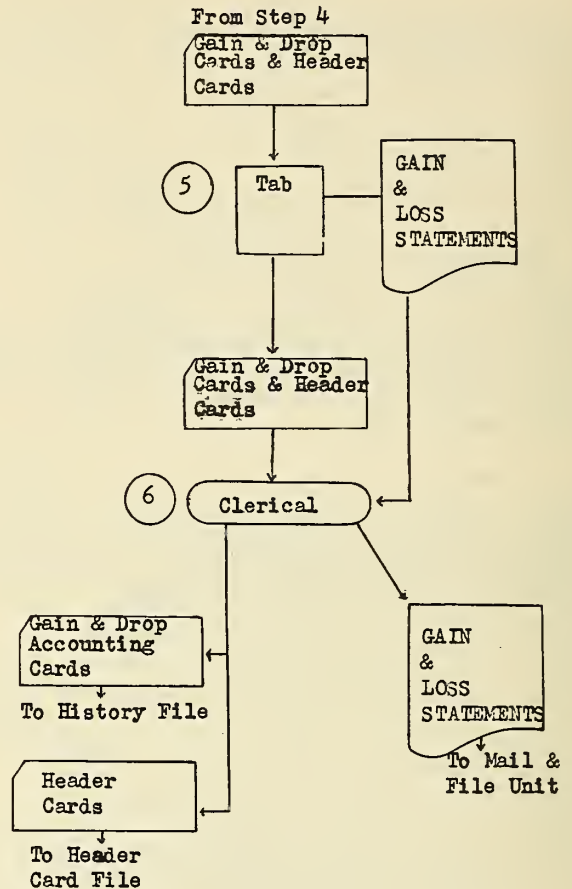 From Step 4
Gain & Drop
Cards & Header
Cards
5
Tab
GAIN
&
LOSS
STATEMENTS
Gain & Drop
Cards & Header
Cards
6
Clerical
Gain & Drop
Accounting
Cards
To History File
GAIN
&
LOSS
STATEMENTS
To Mail &
File Unit
Header
Cards
To Header
Card File